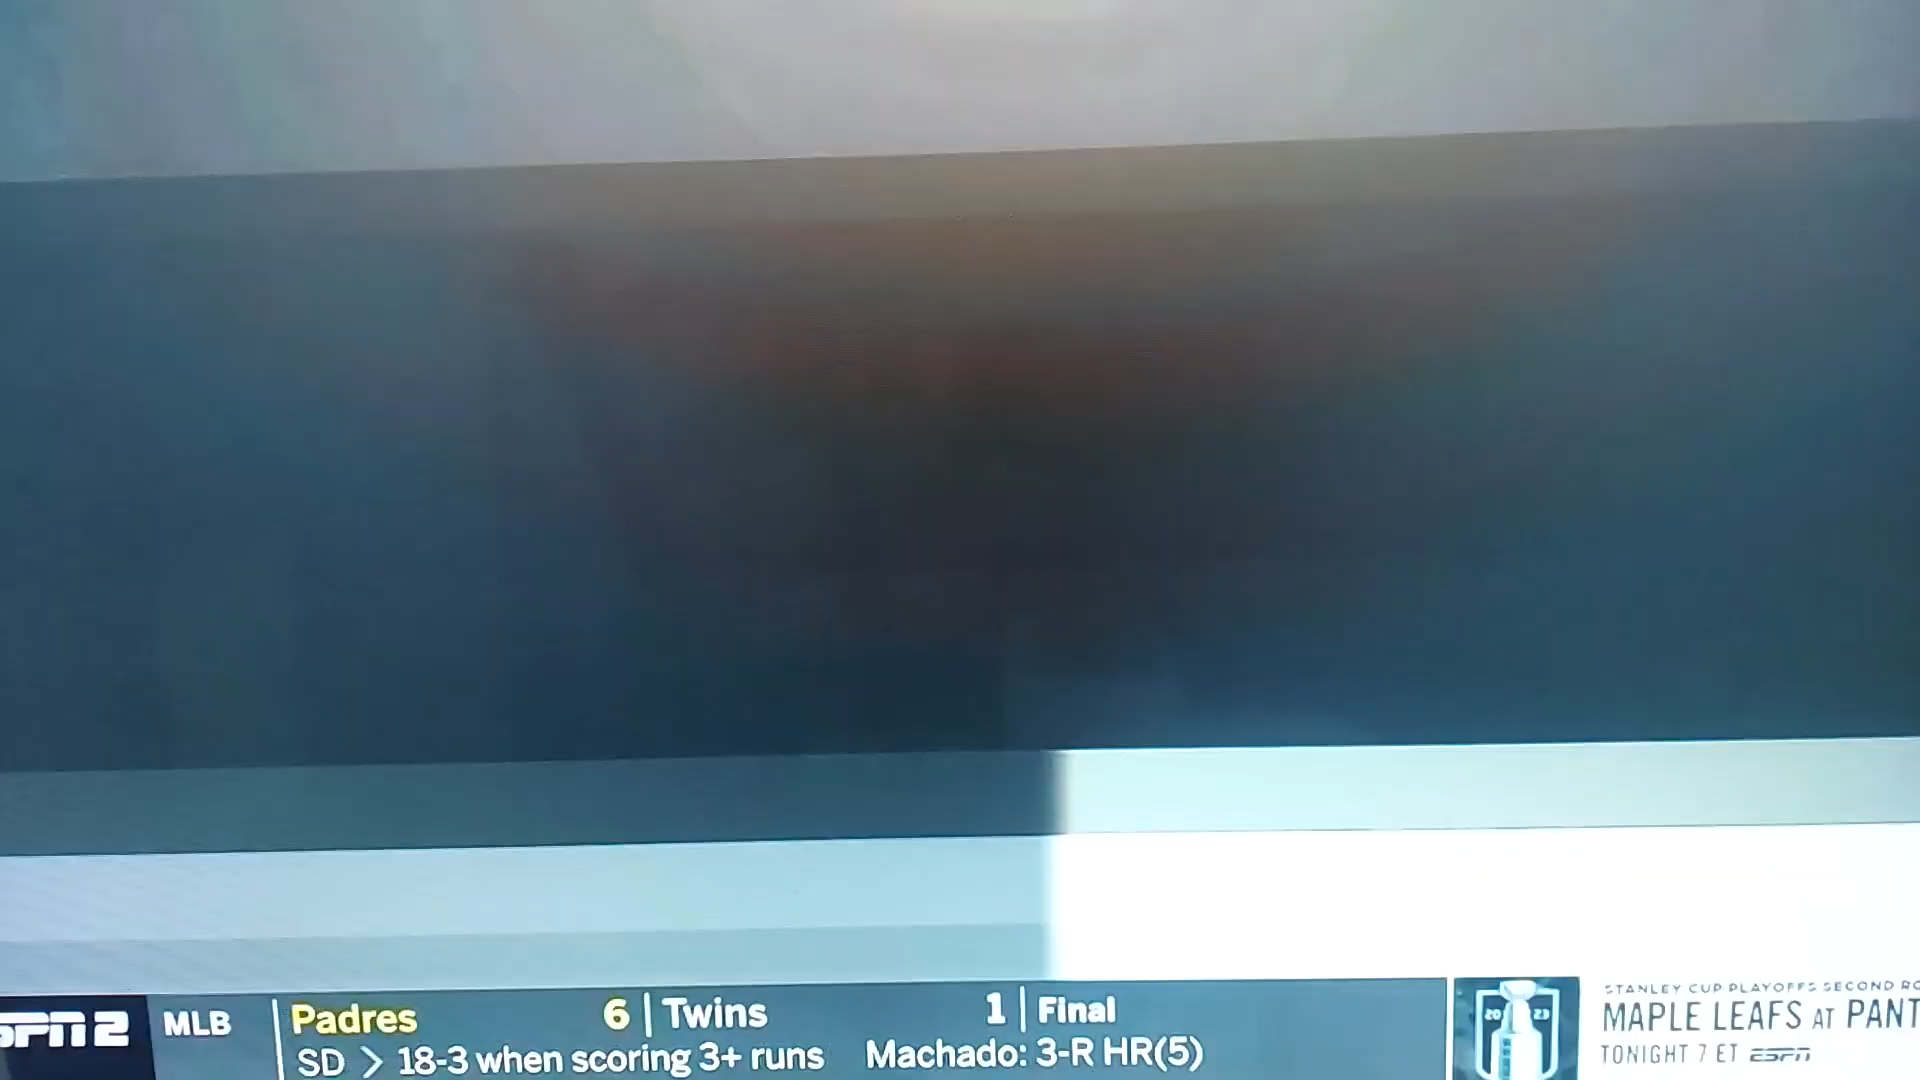 ESPN2
MLB
Padres 6 Twins 1 Final
SD > 18-3 when scoring 3+ runs Machado: 3-R HR(5)
2023
STANLEY CUP PLAYOFFS SECOND
MAPLE LEAFS AT
TONIGHT 7 ET ESPN